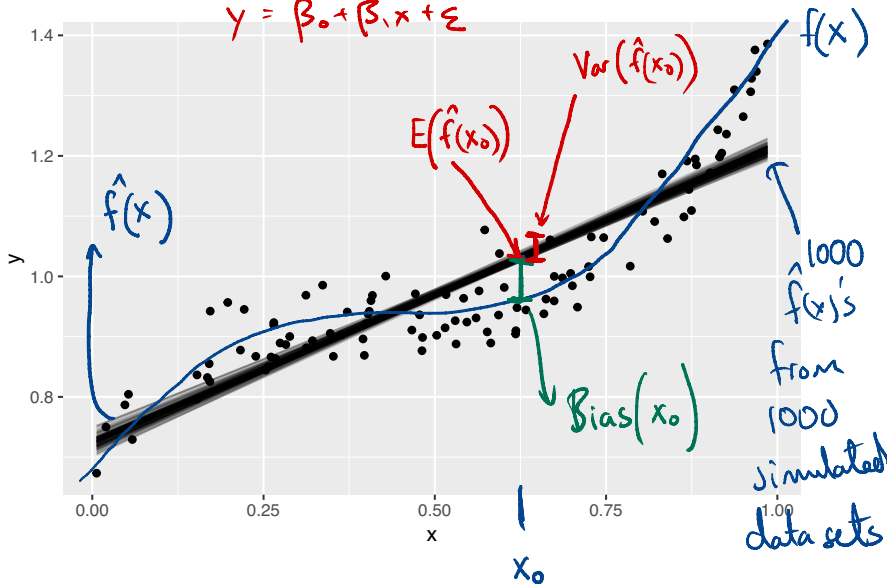 y = β₀ + β₁x + ε
f(x)
Var(f̂(x₀))
E(f̂(x₀))
f̂(x)
1.4
1.2
1.0
0.8
y
0.00
0.25
0.50
0.75
1.00
x
x₀
Bias(x₀)
1000
f̂(x)'s
from
1000
simulated
data sets